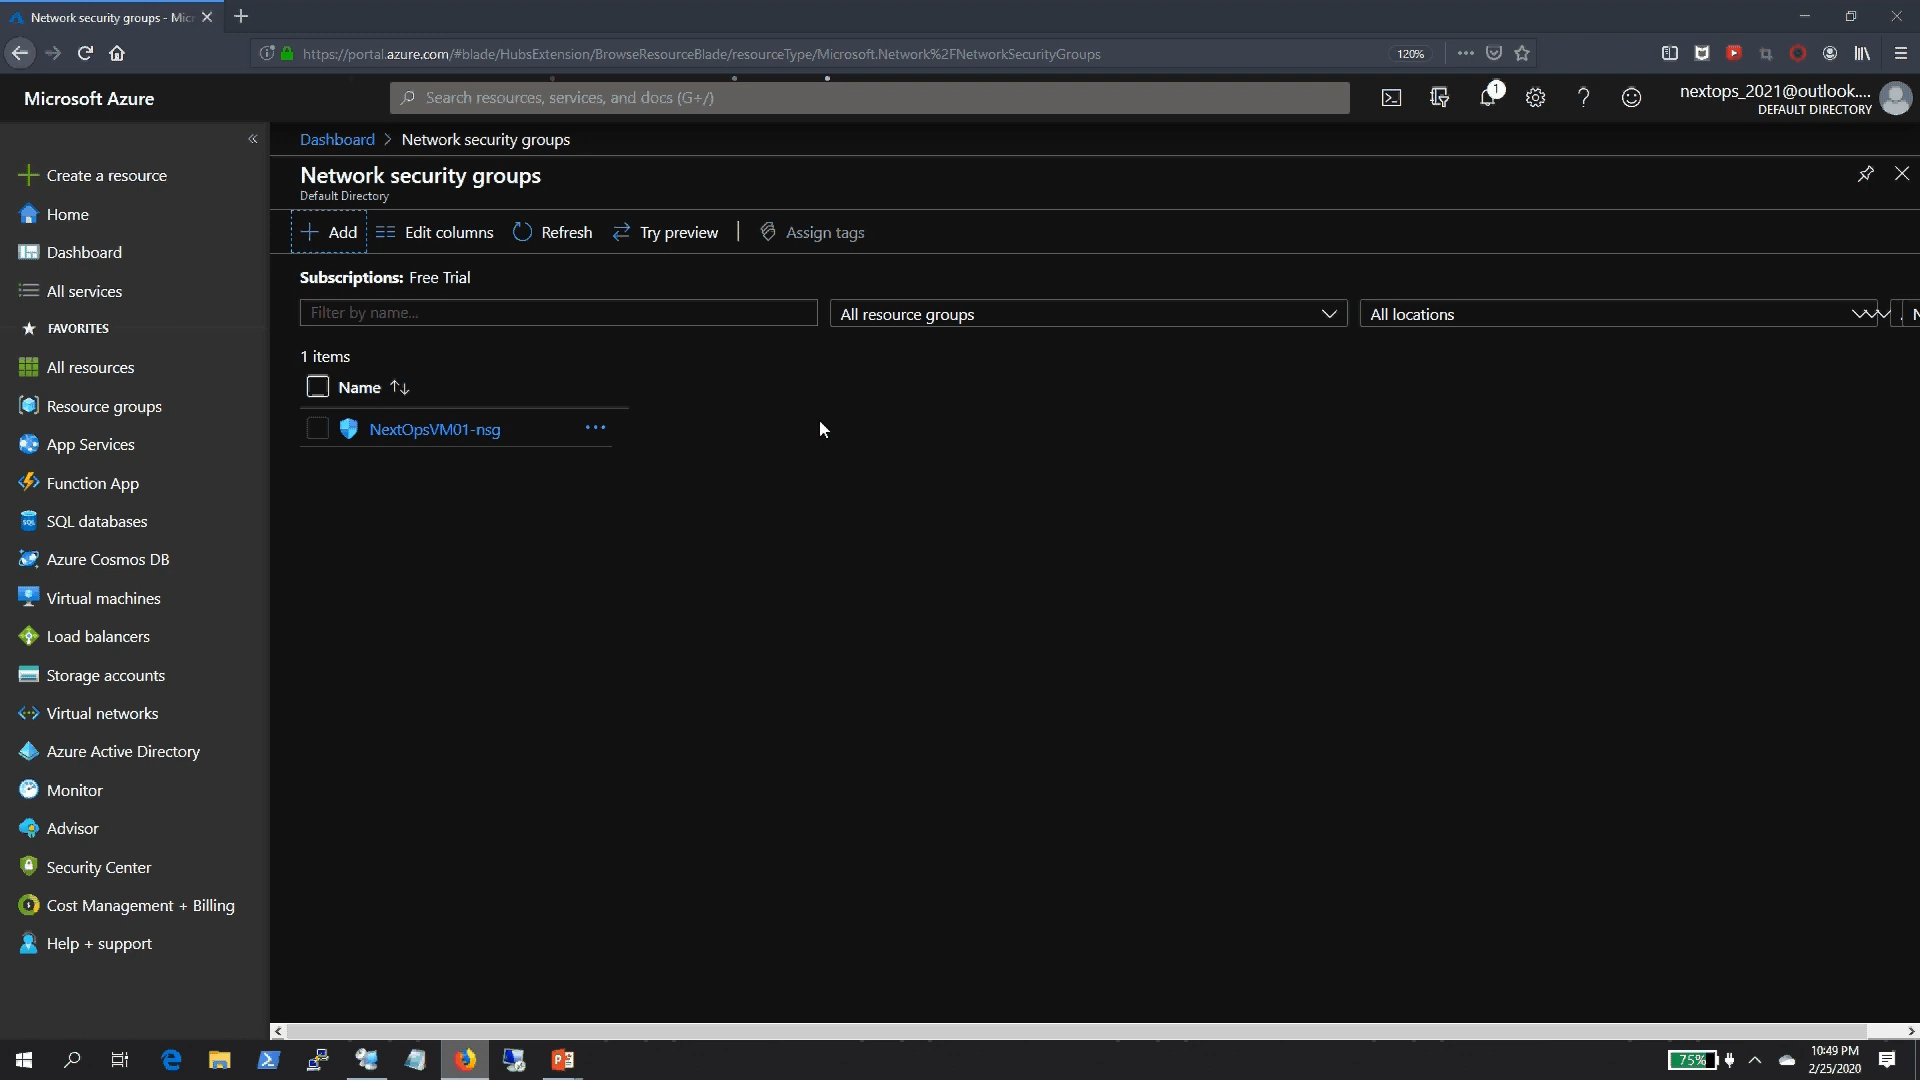 Network security groups - Micr
https://portal.azure.com/#blade/HubsExtension/BrowseResourceBlade/resourceType/Microsoft.Network%2FNetworkSecurityGroups
120%
Microsoft Azure
Search resources, services, and docs (G+/)
1
nextops_2021@outlook....
DEFAULT DIRECTORY
Dashboard > Network security groups
Network security groups
Default Directory
Add
Edit columns
Refresh
Try preview
Assign tags
Subscriptions: Free Trial
Filter by name...
All resource groups
All locations
N
1 items
Name
NextOpsVM01-nsg
Create a resource
Home
Dashboard
All services
FAVORITES
All resources
Resource groups
App Services
Function App
SQL databases
Azure Cosmos DB
Virtual machines
Load balancers
Storage accounts
Virtual networks
Azure Active Directory
Monitor
Advisor
Security Center
Cost Management + Billing
Help + support
75%
10:49 PM
2/25/2020